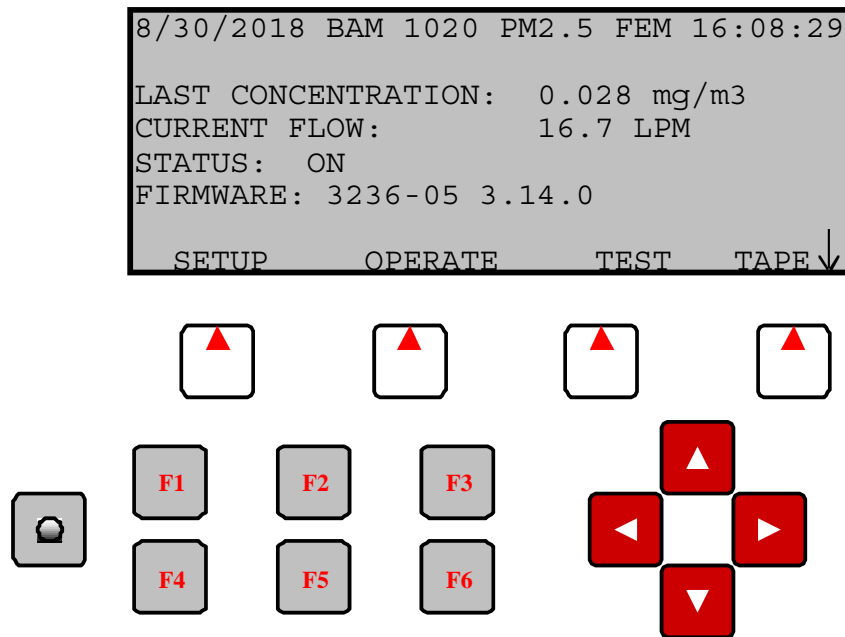 8/30/2018 BAM 1020 PM2.5 FEM 16:08:29
LAST CONCENTRATION: 0.028 mg/m3
CURRENT FLOW: 16.7 LPM
STATUS: ON
FIRMWARE: 3236-05 3.14.0
SETUP OPERATE TEST TAPE
F1 F2 F3
F4 F5 F6